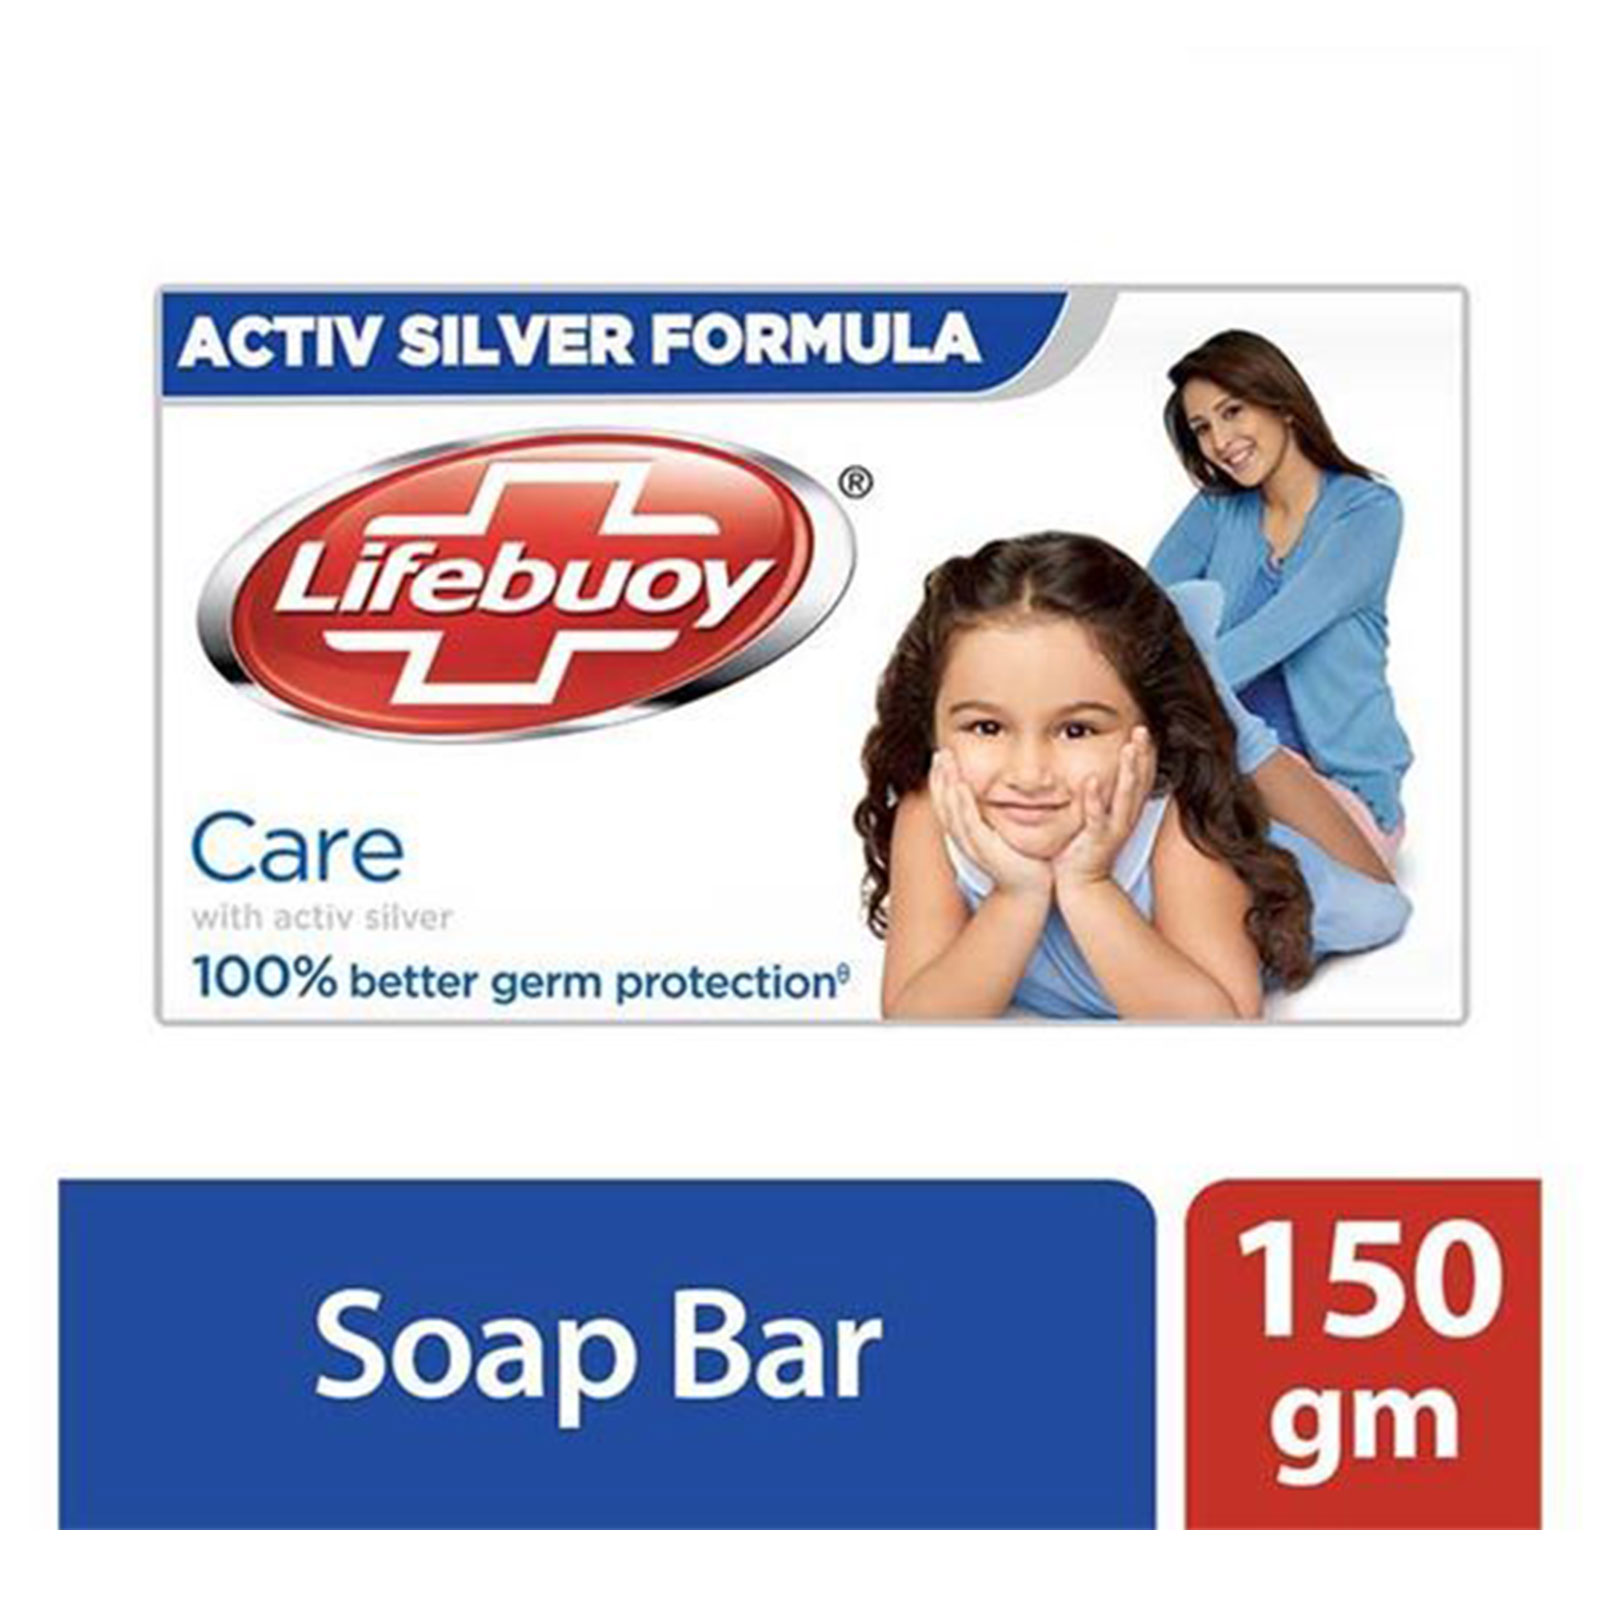 ACTIV SILVER FORMULA
Lifebuoy ®
Care
with activ silver
100% better germ protection⁠θ
Soap Bar
150
gm